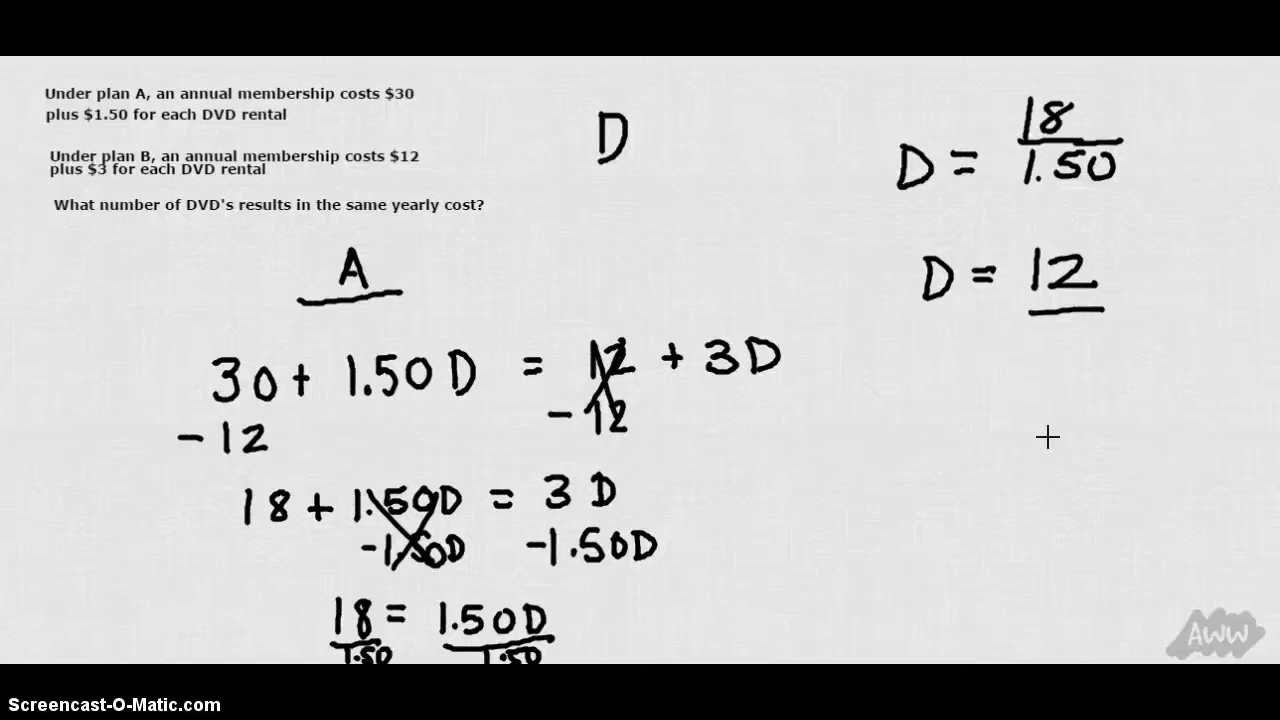 Under plan A, an annual membership costs $30
plus $1.50 for each DVD rental
Under plan B, an annual membership costs $12
plus $3 for each DVD rental
What number of DVD's results in the same yearly cost?
D
A
30 + 1.50 D = 12 + 3 D
- 12 - 12
18 + 1.50D = 3 D
-1.50D -1.50D
18 = 1.50D
1.50 1.50
D = 18
1.50
D = 12
AWW
Screencast-O-Matic.com